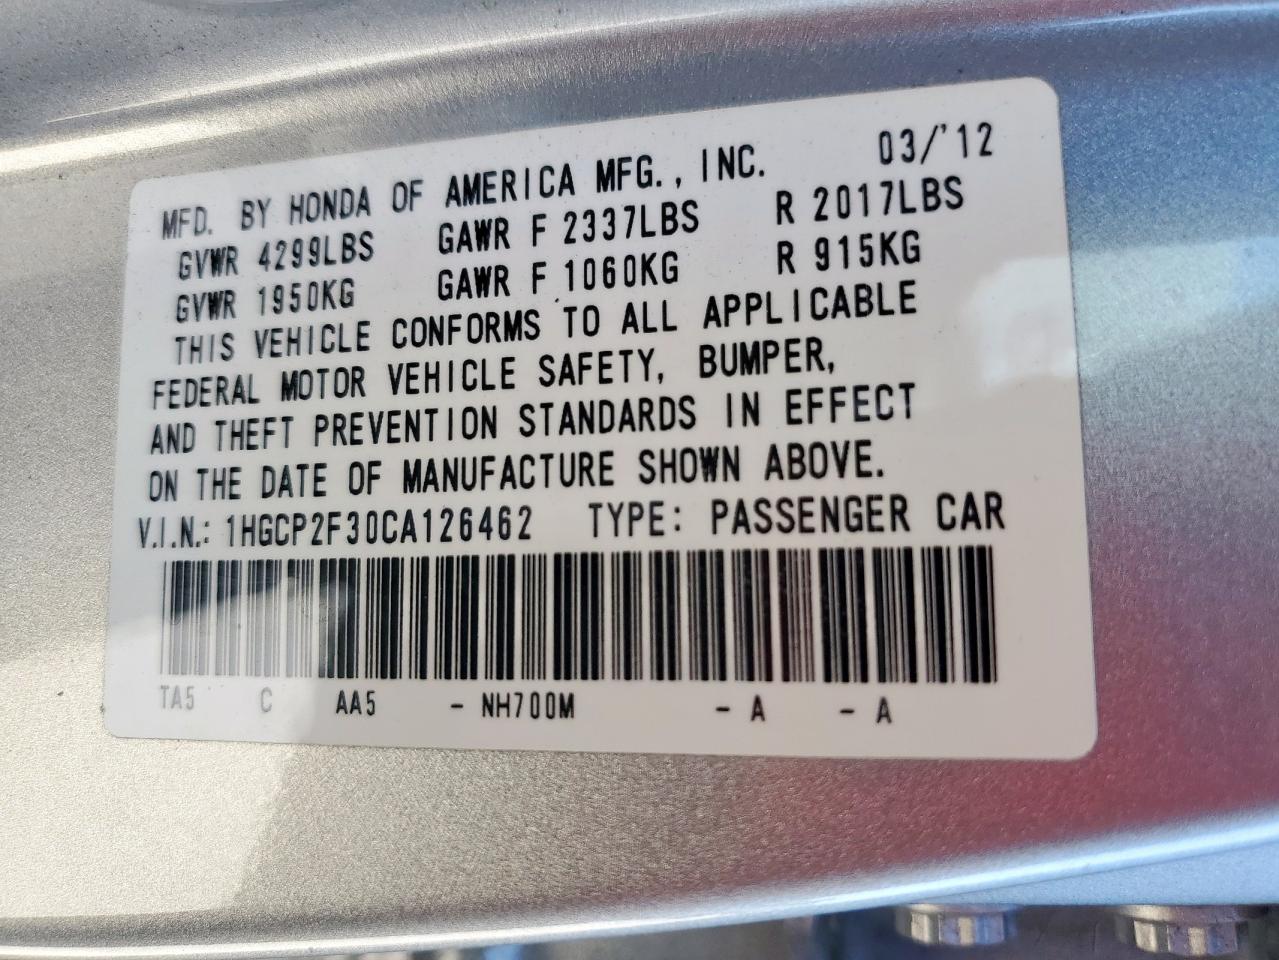 MFD. BY HONDA OF AMERICA MFG., INC. 03/'12
GVWR 4299LBS GAWR F 2337LBS R 2017LBS
GVWR 1950KG GAWR F 1060KG R 915KG
THIS VEHICLE CONFORMS TO ALL APPLICABLE
FEDERAL MOTOR VEHICLE SAFETY, BUMPER,
AND THEFT PREVENTION STANDARDS IN EFFECT
ON THE DATE OF MANUFACTURE SHOWN ABOVE.
V.I.N.: 1HGCP2F30CA126462 TYPE: PASSENGER CAR
TA5 C AA5 - NH700M - A - A